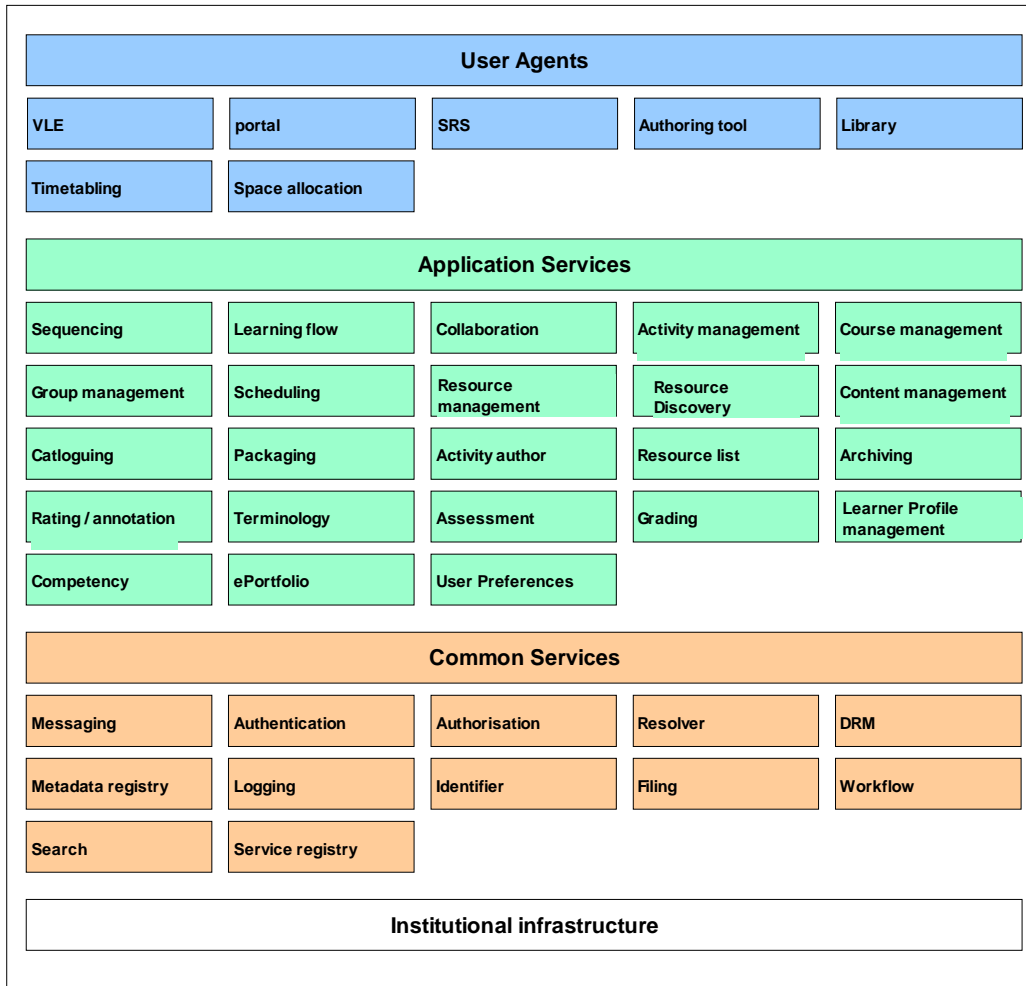 User Agents
VLE
portal
SRS
Authoring tool
Library
Timetabling
Space allocation
Application Services
Sequencing
Learning flow
Collaboration
Activity management
Course management
Group management
Scheduling
Resource
management
Resource
Discovery
Content management
Catloguing
Packaging
Activity author
Resource list
Archiving
Rating / annotation
Terminology
Assessment
Grading
Learner Profile
management
Competency
ePortfolio
User Preferences
Common Services
Messaging
Authentication
Authorisation
Resolver
DRM
Metadata registry
Logging
Identifier
Filing
Workflow
Search
Service registry
Institutional infrastructure